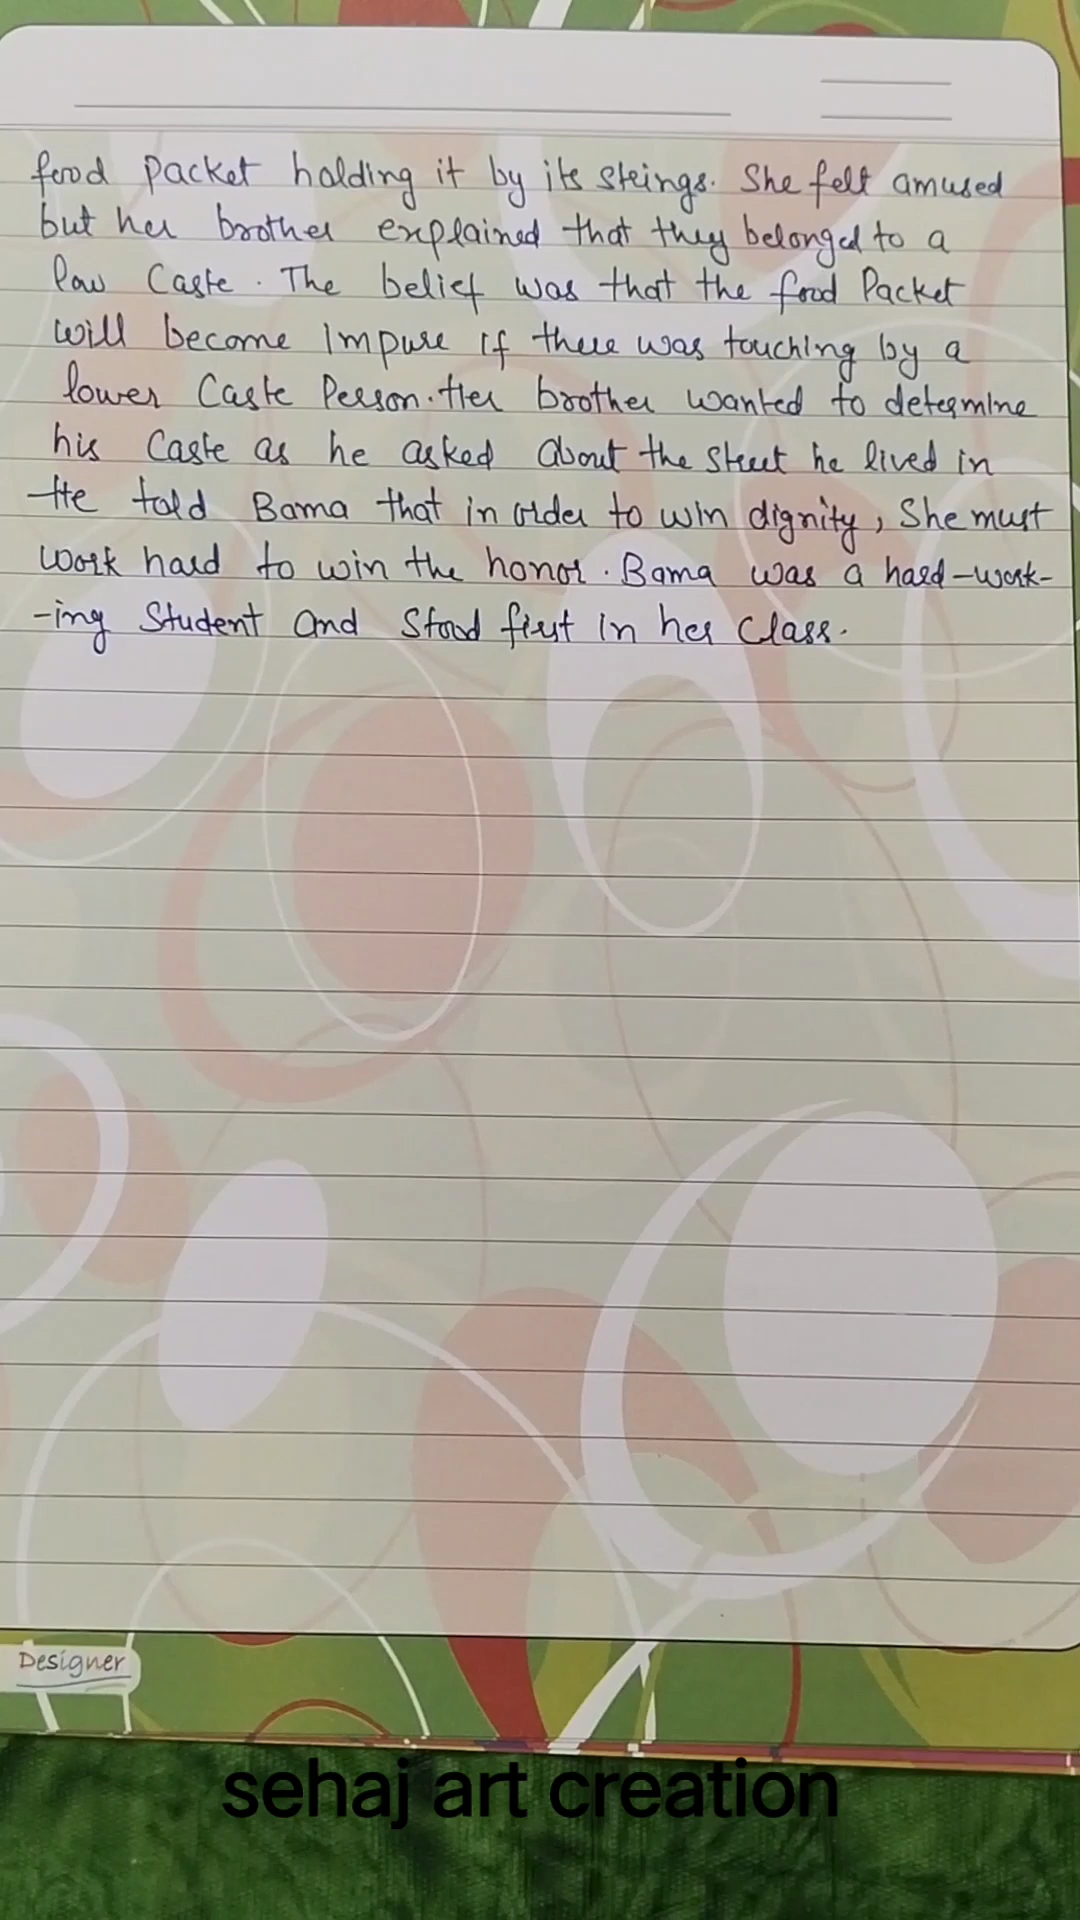 food Packet holding it by its strings. She felt amused
but her brother explained that they belonged to a
low Caste. The belief was that the food Packet
will become Impure if there was touching by a
lower Caste Person. Her brother wanted to determine
his Caste as he asked about the street he lived in
He told Bama that in order to win dignity, She must
work hard to win the honor. Bama was a hard-work-
-ing Student and Stood first in her Class.
Designer
sehaj art creation